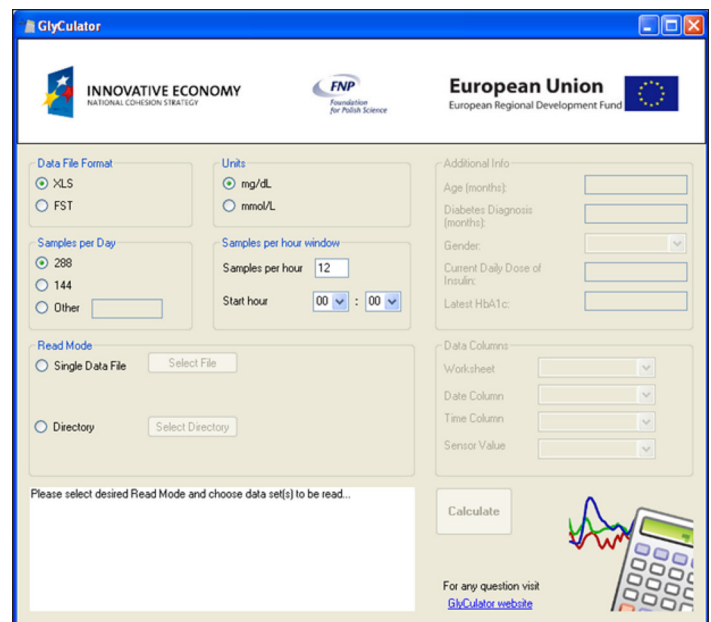 GlyCulator
INNOVATIVE ECONOMY
NATIONAL COHESION STRATEGY
FNP
Foundation
for Polish Science
European Union
European Regional Development Fund
Data File Format
XLS
FST
Units
mg/dL
mmol/L
Additional Info
Age (months):
Diabetes Diagnosis
(months):
Gender:
Current Daily Dose of
Insulin:
Latest HbA1c:
Samples per Day
288
144
Other
Samples per hour window
Samples per hour 12
Start hour 00 : 00
Read Mode
Single Data File Select File
Directory Select Directory
Data Columns
Worksheet
Date Column
Time Column
Sensor Value
Please select desired Read Mode and choose data set(s) to be read...
Calculate
For any question visit
GlyCulator website